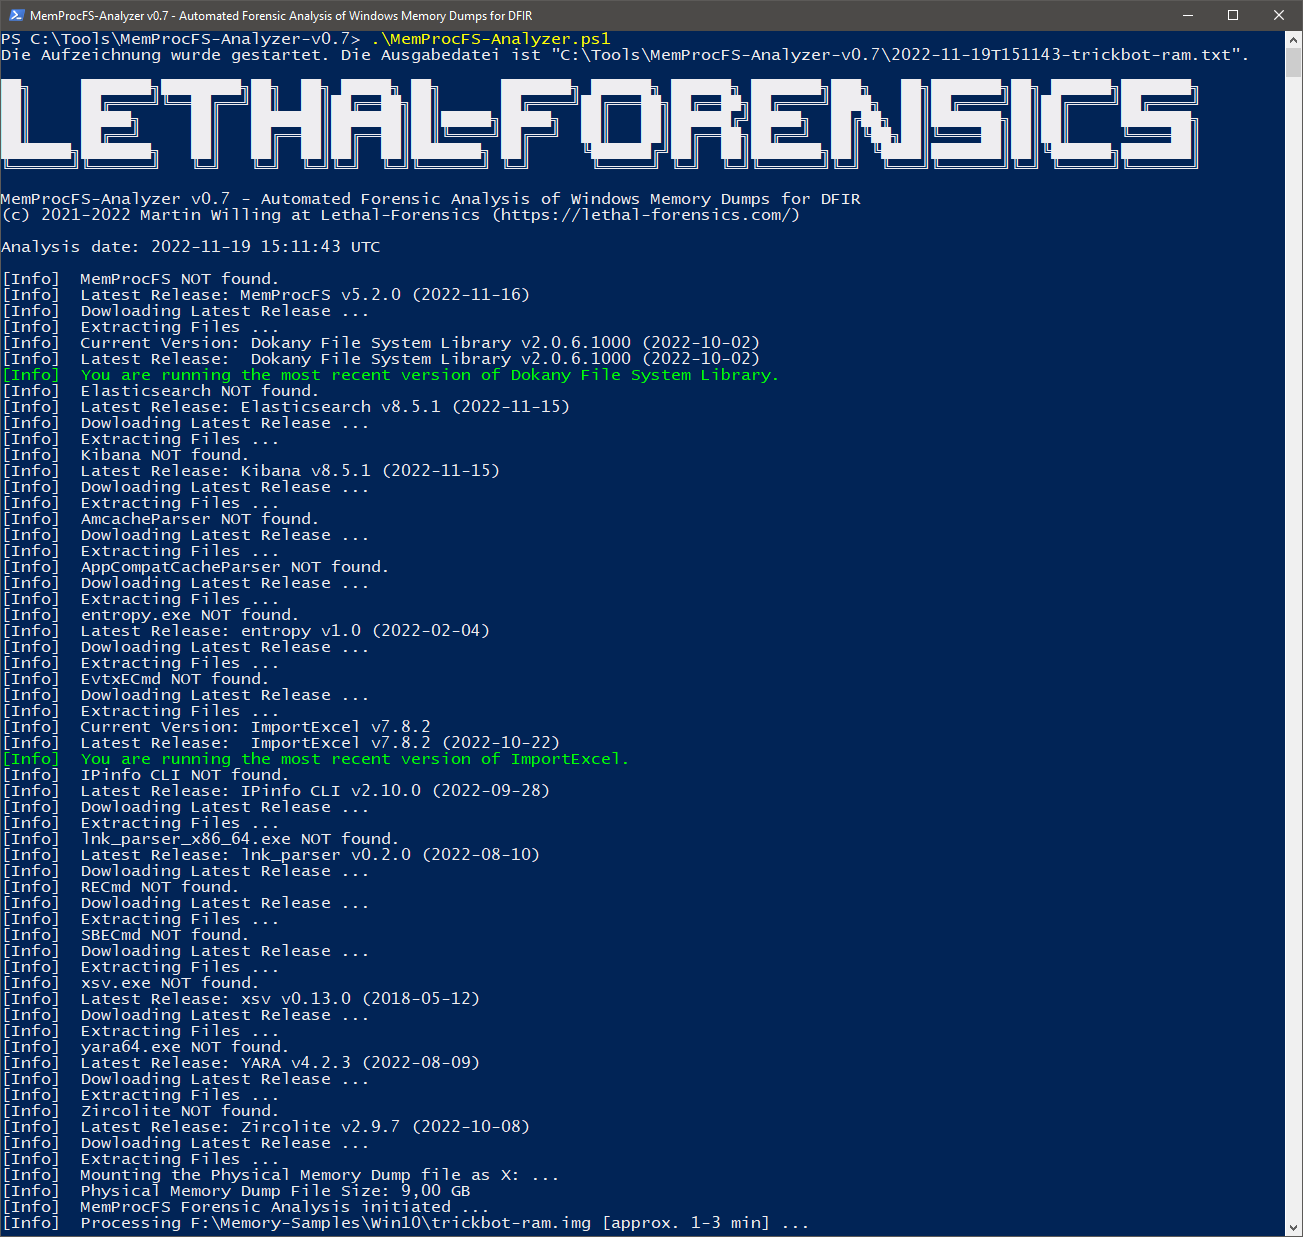 MemProcFS-Analyzer v0.7 - Automated Forensic Analysis of Windows Memory Dumps for DFIR
PS C:\Tools\MemProcFS-Analyzer-v0.7> .\MemProcFS-Analyzer.ps1
Die Aufzeichnung wurde gestartet. Die Ausgabedatei ist "C:\Tools\MemProcFS-Analyzer-v0.7\2022-11-19T151143-trickbot-ram.txt".
LETHAL-FORENSICS
MemProcFS-Analyzer v0.7 - Automated Forensic Analysis of Windows Memory Dumps for DFIR
(c) 2021-2022 Martin Willing at Lethal-Forensics (https://lethal-forensics.com/)
Analysis date: 2022-11-19 15:11:43 UTC
[Info]  MemProcFS NOT found.
[Info]  Latest Release: MemProcFS v5.2.0 (2022-11-16)
[Info]  Dowloading Latest Release ...
[Info]  Extracting Files ...
[Info]  Current Version: Dokany File System Library v2.0.6.1000 (2022-10-02)
[Info]  Latest Release:  Dokany File System Library v2.0.6.1000 (2022-10-02)
[Info]  You are running the most recent version of Dokany File System Library.
[Info]  Elasticsearch NOT found.
[Info]  Latest Release: Elasticsearch v8.5.1 (2022-11-15)
[Info]  Dowloading Latest Release ...
[Info]  Extracting Files ...
[Info]  Kibana NOT found.
[Info]  Latest Release: Kibana v8.5.1 (2022-11-15)
[Info]  Dowloading Latest Release ...
[Info]  Extracting Files ...
[Info]  AmcacheParser NOT found.
[Info]  Dowloading Latest Release ...
[Info]  Extracting Files ...
[Info]  AppCompatCacheParser NOT found.
[Info]  Dowloading Latest Release ...
[Info]  Extracting Files ...
[Info]  entropy.exe NOT found.
[Info]  Latest Release: entropy v1.0 (2022-02-04)
[Info]  Dowloading Latest Release ...
[Info]  Extracting Files ...
[Info]  EvtxECmd NOT found.
[Info]  Dowloading Latest Release ...
[Info]  Extracting Files ...
[Info]  Current Version: ImportExcel v7.8.2
[Info]  Latest Release:  ImportExcel v7.8.2 (2022-10-22)
[Info]  You are running the most recent version of ImportExcel.
[Info]  IPinfo CLI NOT found.
[Info]  Latest Release: IPinfo CLI v2.10.0 (2022-09-28)
[Info]  Dowloading Latest Release ...
[Info]  Extracting Files ...
[Info]  lnk_parser_x86_64.exe NOT found.
[Info]  Latest Release: lnk_parser v0.2.0 (2022-08-10)
[Info]  Dowloading Latest Release ...
[Info]  RECmd NOT found.
[Info]  Dowloading Latest Release ...
[Info]  Extracting Files ...
[Info]  SBECmd NOT found.
[Info]  Dowloading Latest Release ...
[Info]  Extracting Files ...
[Info]  xsv.exe NOT found.
[Info]  Latest Release: xsv v0.13.0 (2018-05-12)
[Info]  Dowloading Latest Release ...
[Info]  Extracting Files ...
[Info]  yara64.exe NOT found.
[Info]  Latest Release: YARA v4.2.3 (2022-08-09)
[Info]  Dowloading Latest Release ...
[Info]  Extracting Files ...
[Info]  Zircolite NOT found.
[Info]  Latest Release: Zircolite v2.9.7 (2022-10-08)
[Info]  Dowloading Latest Release ...
[Info]  Extracting Files ...
[Info]  Mounting the Physical Memory Dump file as X: ...
[Info]  Physical Memory Dump File Size: 9,00 GB
[Info]  MemProcFS Forensic Analysis initiated ...
[Info]  Processing F:\Memory-Samples\Win10\trickbot-ram.img [approx. 1-3 min] ...